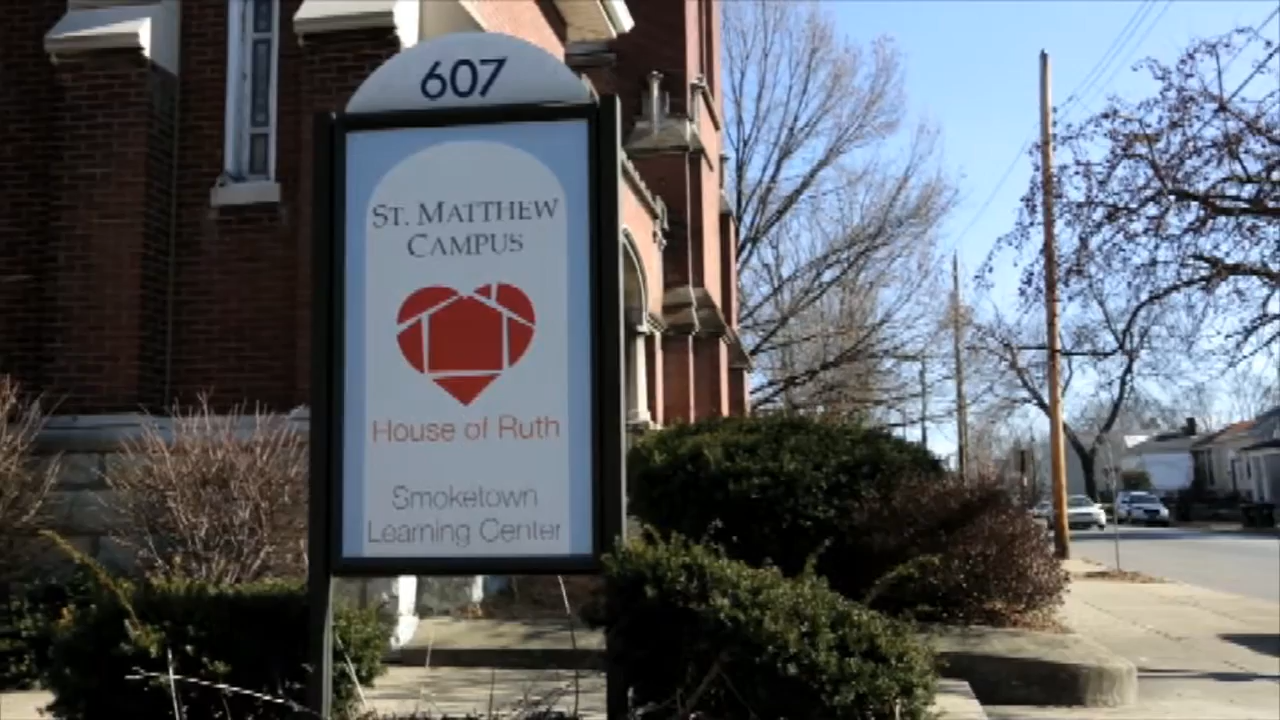 607
ST. MATTHEW
CAMPUS
House of Ruth
Smoketown
Learning Center